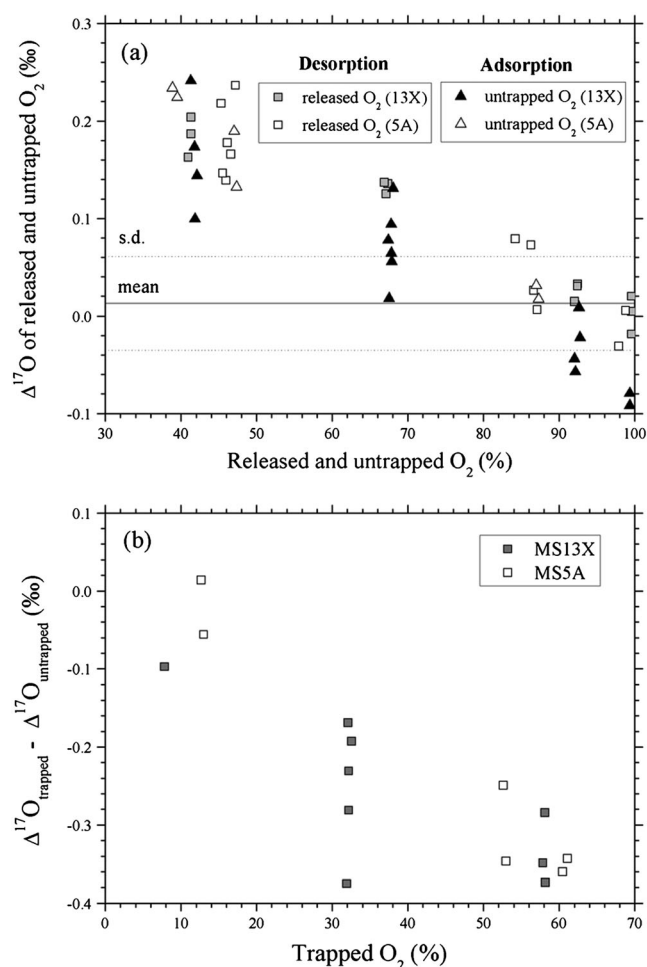 (a)
Desorption Adsorption
released O₂ (13X) untrapped O₂ (13X)
released O₂ (5A) untrapped O₂ (5A)
s.d.
mean
Δ¹⁷O of released and untrapped O₂ (‰)
0.3
0.2
0.1
0.0
-0.1
30 40 50 60 70 80 90 100
Released and untrapped O₂ (%)
(b)
MS13X
MS5A
Δ¹⁷O_trapped - Δ¹⁷O_untrapped (‰)
0.1
0.0
-0.1
-0.2
-0.3
-0.4
0 10 20 30 40 50 60 70
Trapped O₂ (%)